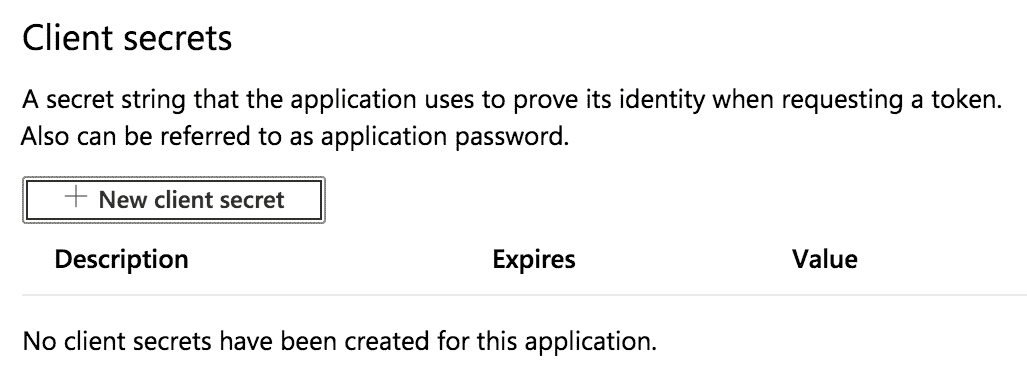 Client secrets
A secret string that the application uses to prove its identity when requesting a token.
Also can be referred to as application password.
+ New client secret
Description Expires Value
No client secrets have been created for this application.